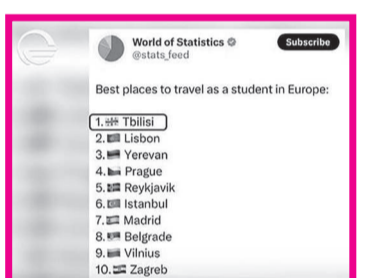 World of Statistics
@stats_feed
Subscribe
Best places to travel as a student in Europe:
1. Tbilisi
2. Lisbon
3. Yerevan
4. Prague
5. Reykjavik
6. Istanbul
7. Madrid
8. Belgrade
9. Vilnius
10. Zagreb